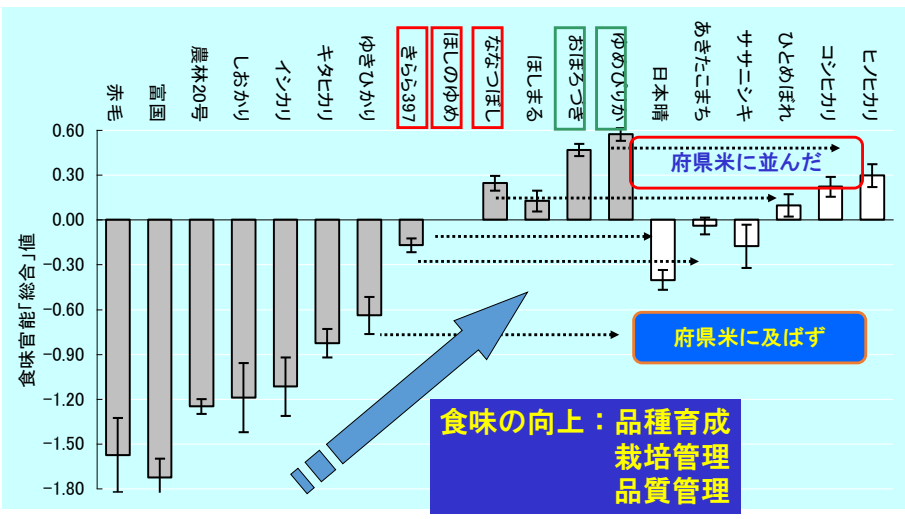 赤毛
富国
農林20号
しおかり
イシカリ
キタヒカリ
ゆきひかり
きらら397
ほしのゆめ
ななつぼし
ほしまる
おぼろづき
ゆめぴりか
日本晴
あきたこまち
ササニシキ
ひとめぼれ
コシヒカリ
ヒノヒカリ
食味官能「総合」値
0.60
0.30
0.00
-0.30
-0.60
-0.90
-1.20
-1.50
-1.80
府県米に並んだ
府県米に及ばず
食味の向上：品種育成
栽培管理
品質管理